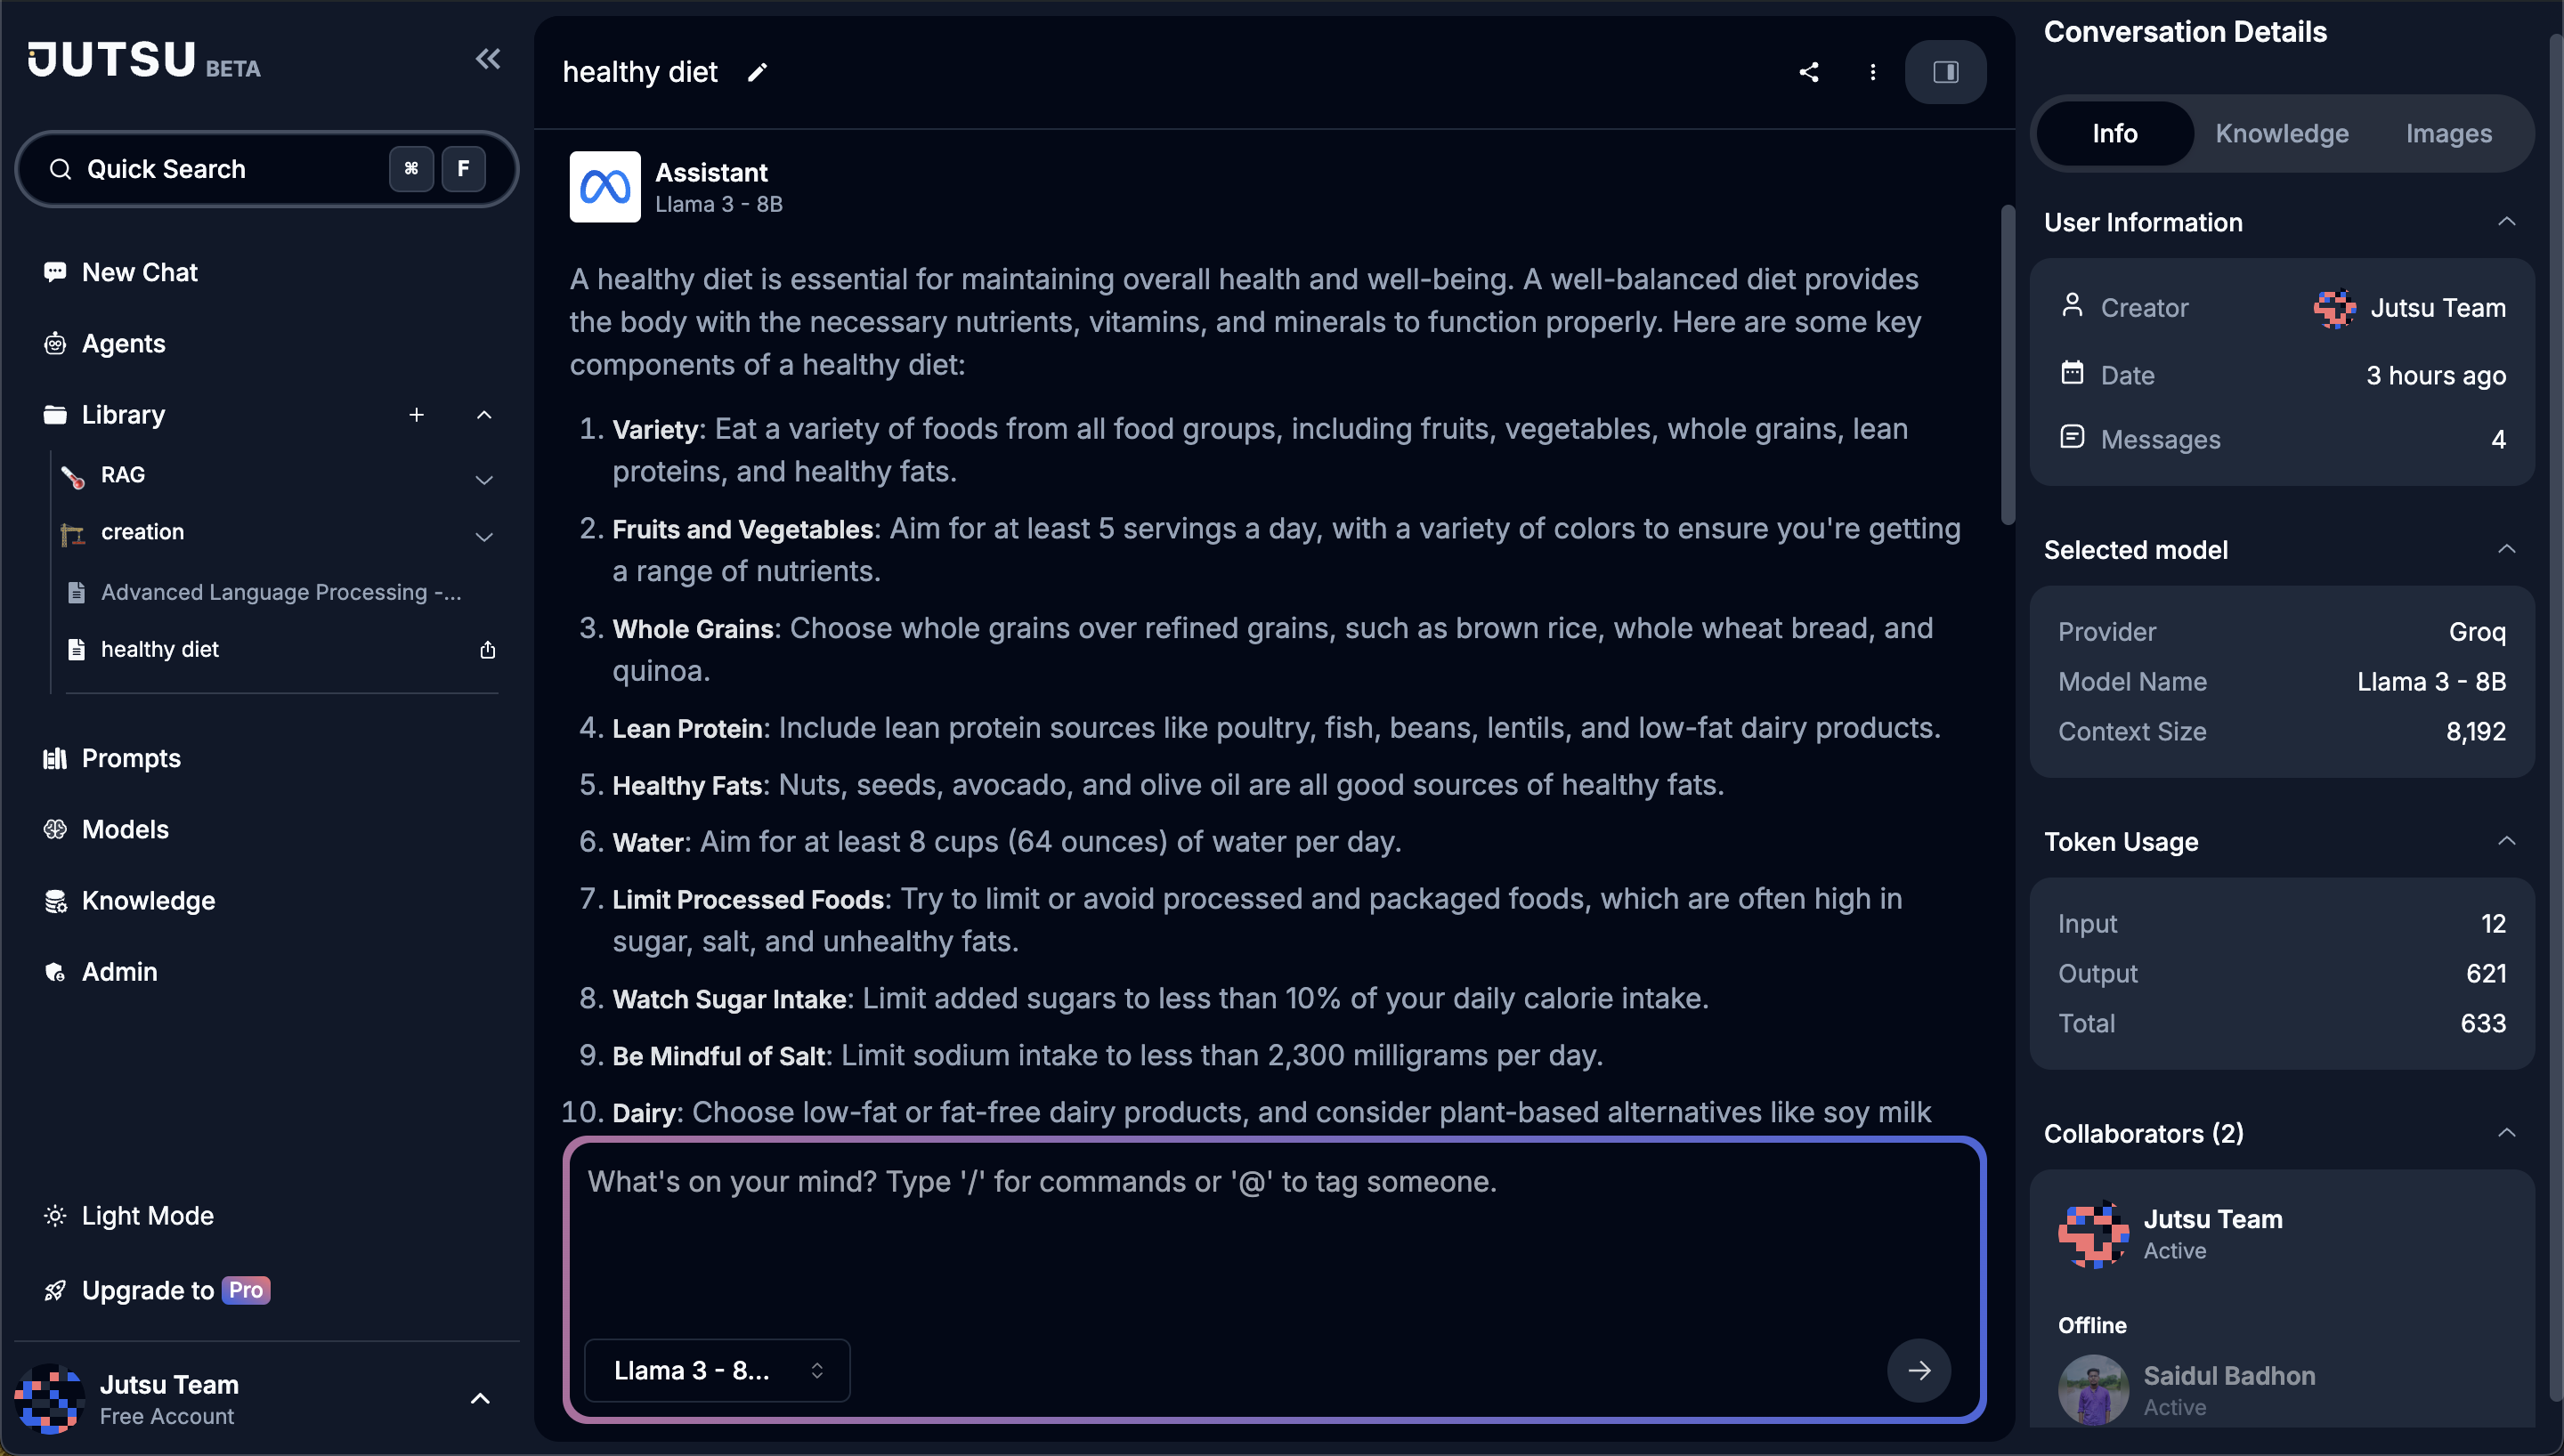 JUTSU BETA
Quick Search
⌘ F
New Chat
Agents
Library
RAG
creation
Advanced Language Processing -...
healthy diet
Prompts
Models
Knowledge
Admin
Light Mode
Upgrade to Pro
Jutsu Team
Free Account
healthy diet
Assistant
Llama 3 - 8B
A healthy diet is essential for maintaining overall health and well-being. A well-balanced diet provides
the body with the necessary nutrients, vitamins, and minerals to function properly. Here are some key
components of a healthy diet:
1. Variety: Eat a variety of foods from all food groups, including fruits, vegetables, whole grains, lean
proteins, and healthy fats.
2. Fruits and Vegetables: Aim for at least 5 servings a day, with a variety of colors to ensure you're getting
a range of nutrients.
3. Whole Grains: Choose whole grains over refined grains, such as brown rice, whole wheat bread, and
quinoa.
4. Lean Protein: Include lean protein sources like poultry, fish, beans, lentils, and low-fat dairy products.
5. Healthy Fats: Nuts, seeds, avocado, and olive oil are all good sources of healthy fats.
6. Water: Aim for at least 8 cups (64 ounces) of water per day.
7. Limit Processed Foods: Try to limit or avoid processed and packaged foods, which are often high in
sugar, salt, and unhealthy fats.
8. Watch Sugar Intake: Limit added sugars to less than 10% of your daily calorie intake.
9. Be Mindful of Salt: Limit sodium intake to less than 2,300 milligrams per day.
10. Dairy: Choose low-fat or fat-free dairy products, and consider plant-based alternatives like soy milk
What's on your mind? Type '/' for commands or '@' to tag someone.
Llama 3 - 8...
Conversation Details
Info Knowledge Images
User Information
Creator Jutsu Team
Date 3 hours ago
Messages 4
Selected model
Provider Groq
Model Name Llama 3 - 8B
Context Size 8,192
Token Usage
Input 12
Output 621
Total 633
Collaborators (2)
Jutsu Team
Active
Offline
Saidul Badhon
Active